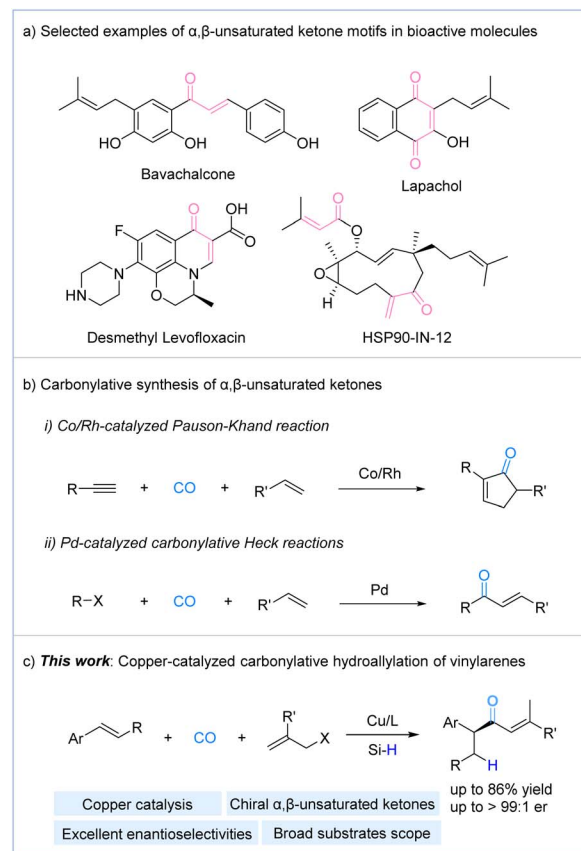 a) Selected examples of α,β-unsaturated ketone motifs in bioactive molecules
O
HO
OH
OH
Bavachalcone
O
O
OH
Lapachol
F
O
OH
O
N
N
HN
O
Desmethyl Levofloxacin
O
O
O
H
O
HSP90-IN-12
b) Carbonylative synthesis of α,β-unsaturated ketones
i) Co/Rh-catalyzed Pauson-Khand reaction
R + CO + R' Co/Rh R O R'
ii) Pd-catalyzed carbonylative Heck reactions
R–X + CO + R' Pd O R R'
c) This work: Copper-catalyzed carbonylative hydroallylation of vinylarenes
Ar R + CO + R' X Cu/L Si-H Ar O R' R H
up to 86% yield
up to > 99:1 er
Copper catalysis Chiral α,β-unsaturated ketones
Excellent enantioselectivities Broad substrates scope